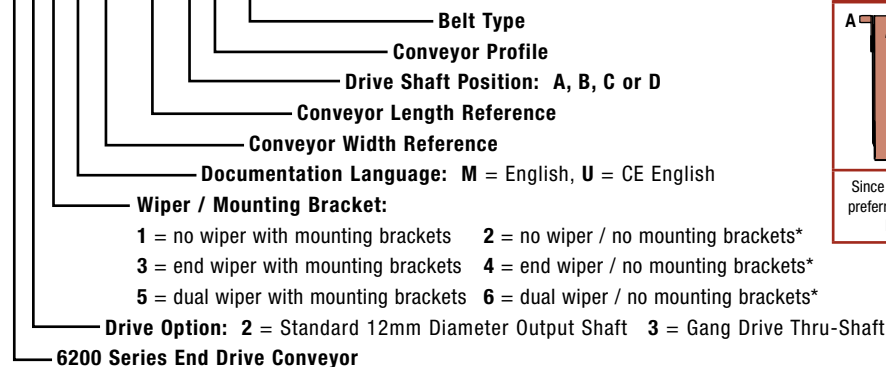 Belt Type
A
Conveyor Profile
Drive Shaft Position: A, B, C or D
Conveyor Length Reference
Conveyor Width Reference
Documentation Language: M = English, U = CE English
Since
prefer
Wiper / Mounting Bracket:
1 = no wiper with mounting brackets 2 = no wiper / no mounting brackets*
3 = end wiper with mounting brackets 4 = end wiper / no mounting brackets*
5 = dual wiper with mounting brackets 6 = dual wiper / no mounting brackets*
Drive Option: 2 = Standard 12mm Diameter Output Shaft 3 = Gang Drive Thru-Shaft
6200 Series End Drive Conveyor